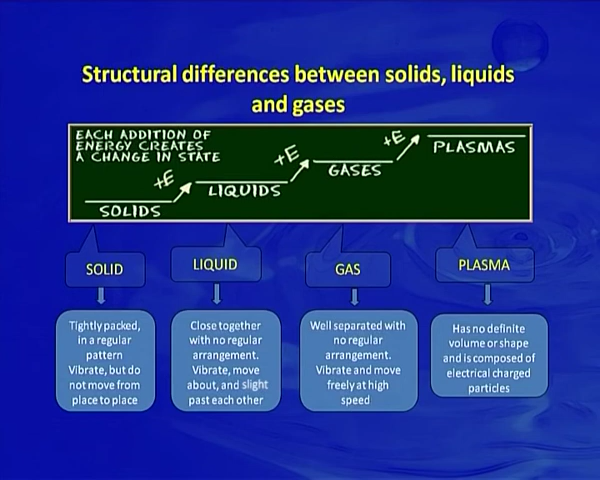 Structural differences between solids, liquids
and gases
EACH ADDITION OF
ENERGY CREATES
A CHANGE IN STATE
+E
+E
+E
SOLIDS
LIQUIDS
GASES
PLASMAS
SOLID
LIQUID
GAS
PLASMA
Tightly packed,
in a regular
pattern
Vibrate, but do
not move from
place to place
Close together
with no regular
arrangement.
Vibrate, move
about, and slight
past each other
Well separated with
no regular
arrangement.
Vibrate and move
freely at high
speed
Has no definite
volume or shape
and is composed of
electrical charged
particles